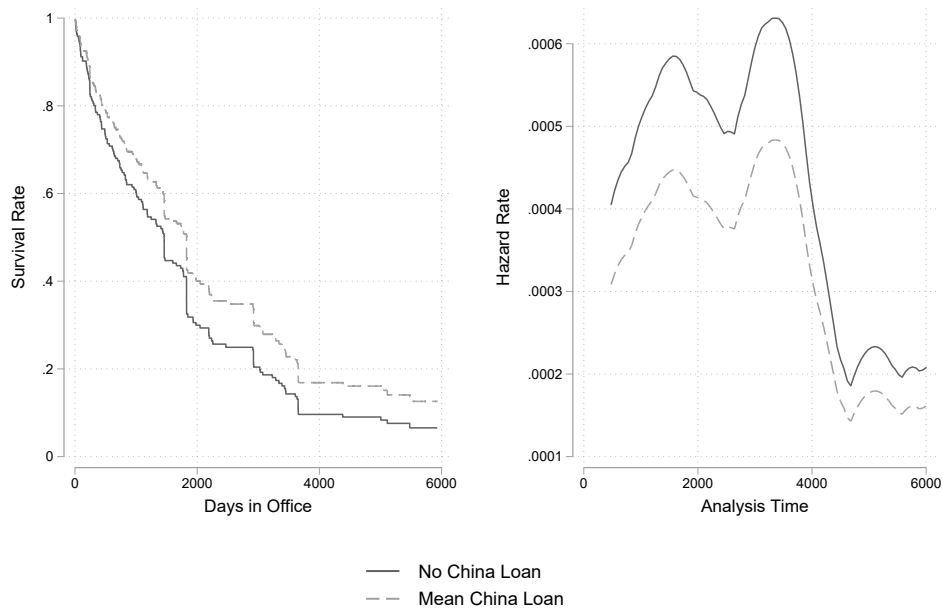 1
.8
.6
.4
.2
0
Survival Rate
0 2000 4000 6000
Days in Office
.0006
.0005
.0004
.0003
.0002
.0001
Hazard Rate
0 2000 4000 6000
Analysis Time
No China Loan
Mean China Loan